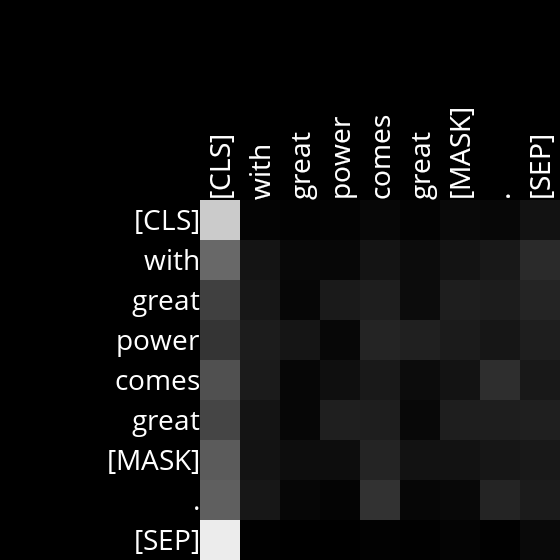 [CLS] with great power comes great [MASK] . [SEP]
[CLS]
with
great
power
comes
great
[MASK]
.
[SEP]